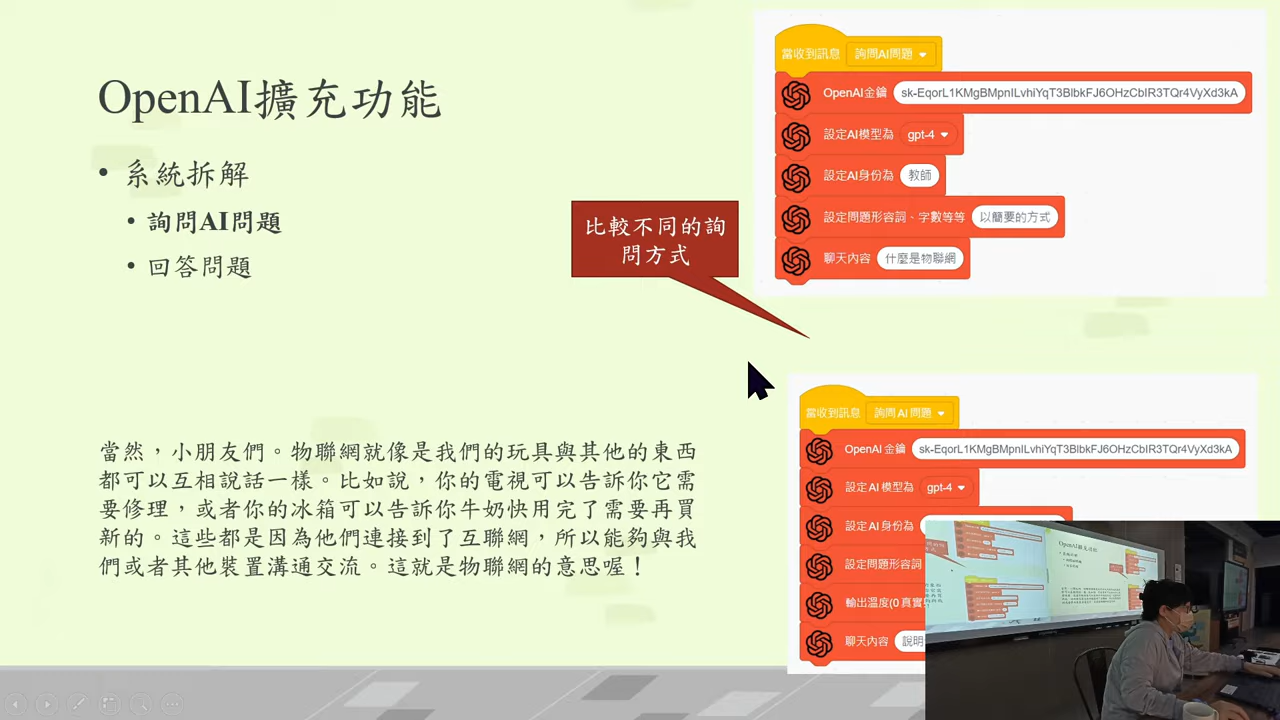 OpenAI擴充功能
• 系統拆解
• 詢問AI問題
• 回答問題
比較不同的詢
問方式
當收到訊息 詢問AI問題
OpenAI金鑰 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
設定AI模型為 gpt-4
設定AI身份為 教師
設定問題形容詞、字數等等 以簡要的方式
聊天內容 什麼是物聯網
當然，小朋友們。物聯網就像是我們的玩具與其他的東西
都可以互相說話一樣。比如說，你的電視可以告訴你它需
要修理，或者你的冰箱可以告訴你牛奶快用完了需要再買
新的。這些都是因為他們連接到了互聯網，所以能夠與我
們或者其他裝置溝通交流。這就是物聯網的意思喔！
當收到訊息 詢問 AI 問題
OpenAI 金鑰 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
設定 AI 模型為 gpt-4
設定 AI 身份為
設定問題形容詞
輸出溫度(0 真實
聊天內容 說明
OpenAI擴充功能